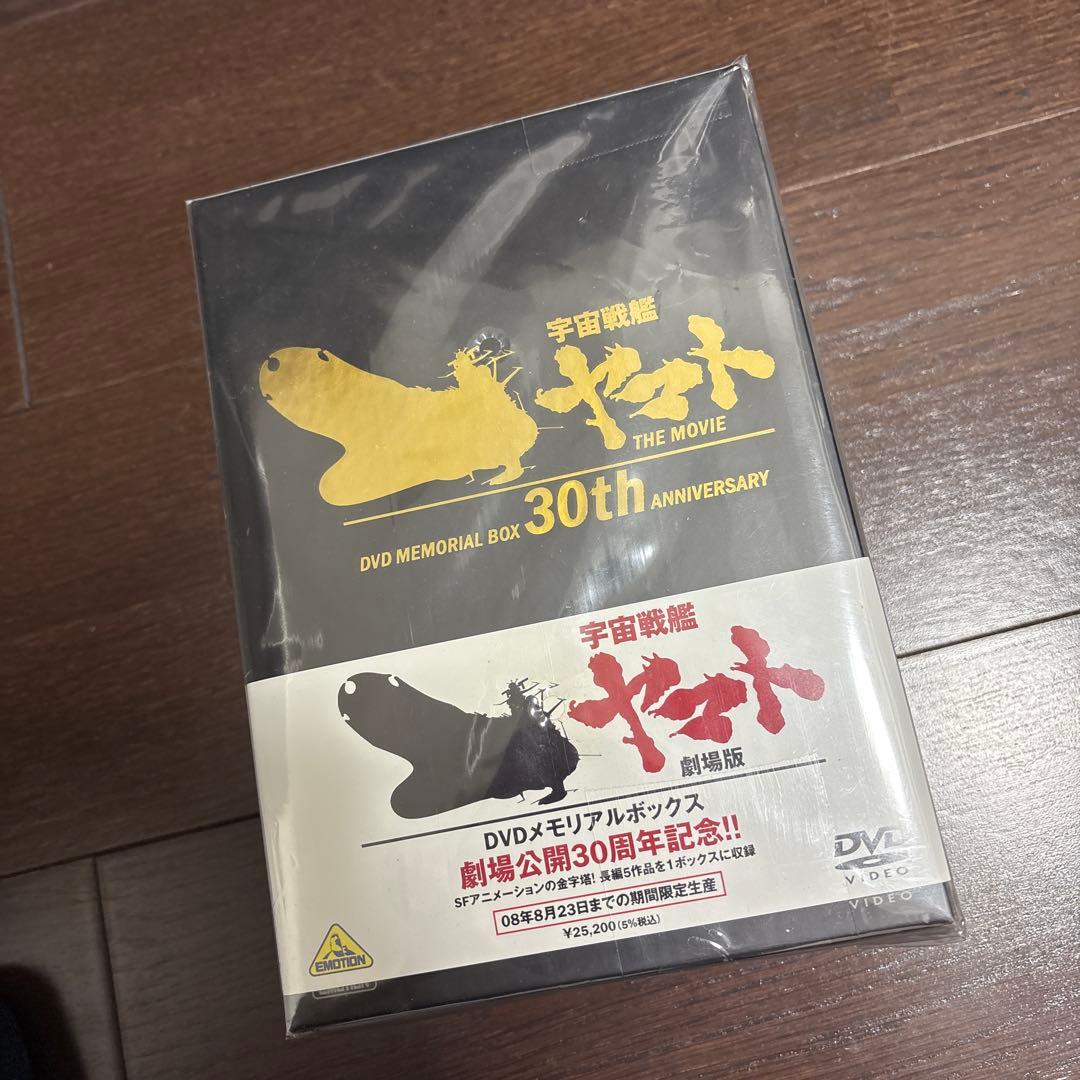 宇宙戦艦
ヤマト
THE MOVIE
DVD MEMORIAL BOX 30th ANNIVERSARY
宇宙戦艦
ヤマト
劇場版
DVDメモリアルボックス
劇場公開30周年記念!!
SFアニメーションの金字塔! 長編5作品を1ボックスに収録
08年8月23日までの期間限定生産
¥25,200(5%税込)
DVD
VIDEO
VIDEO
EMOTION